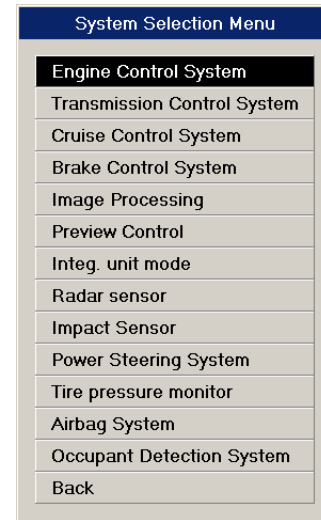 System Selection Menu
Engine Control System
Transmission Control System
Cruise Control System
Brake Control System
Image Processing
Preview Control
Integ. unit mode
Radar sensor
Impact Sensor
Power Steering System
Tire pressure monitor
Airbag System
Occupant Detection System
Back